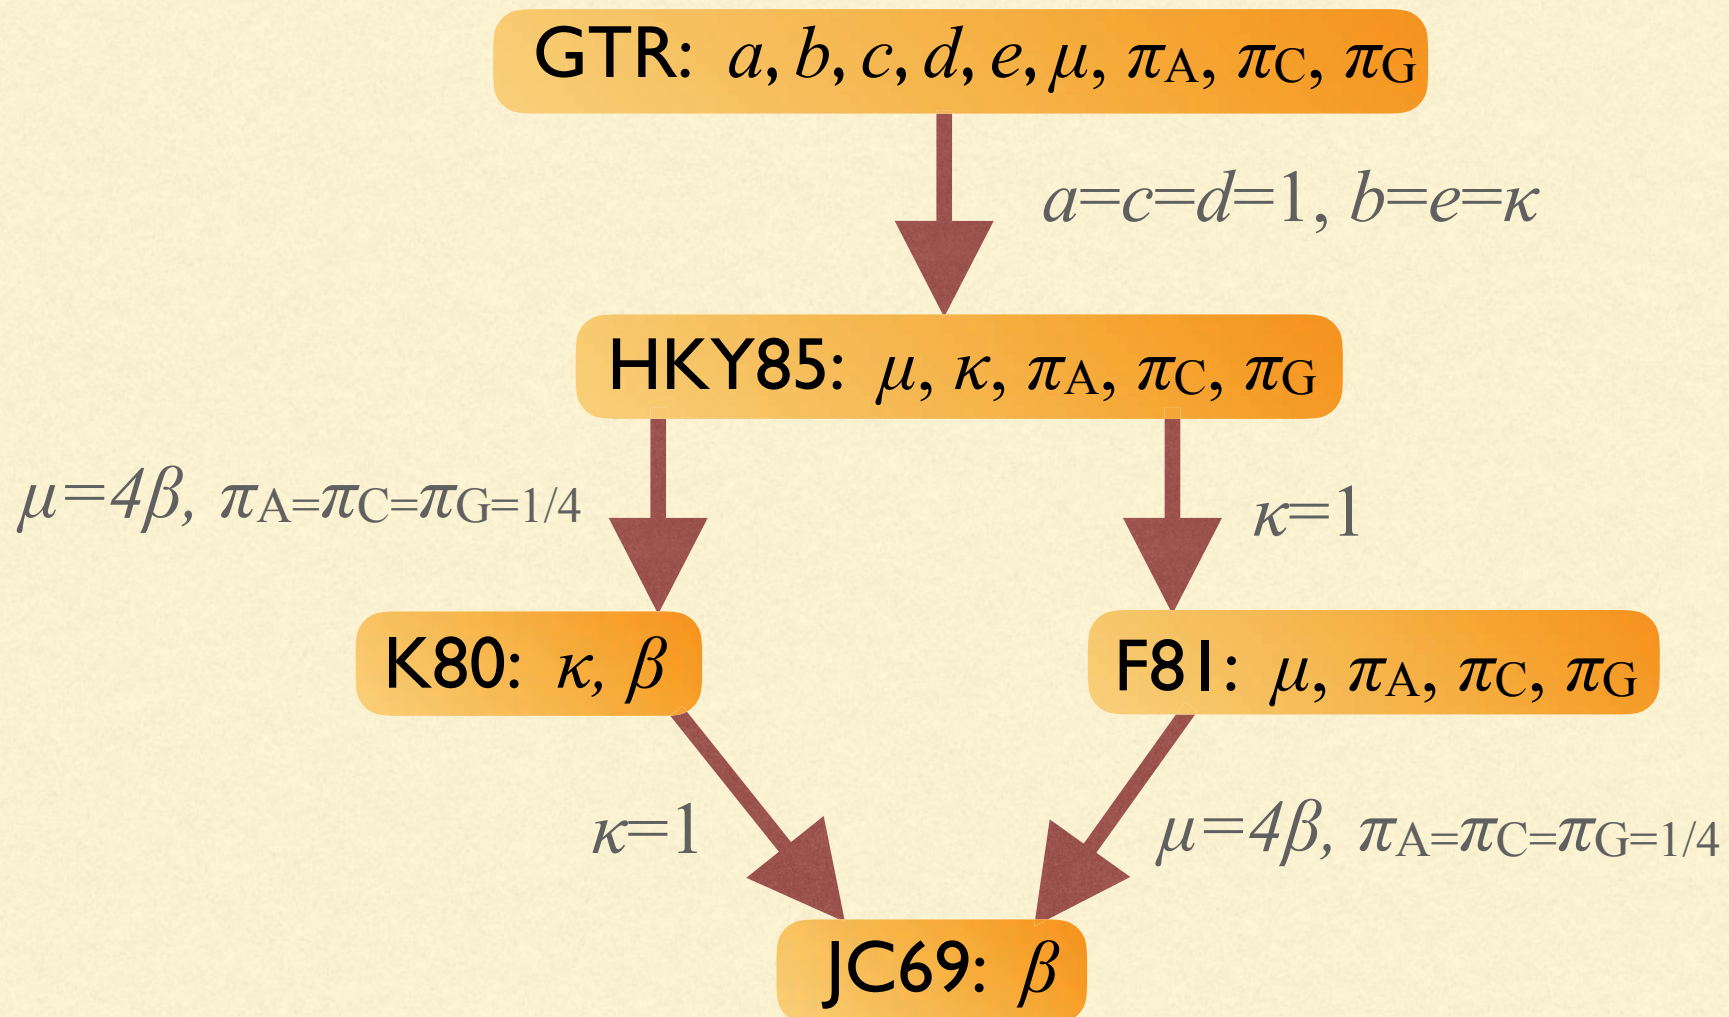 GTR: a, b, c, d, e, μ, πA, πC, πG
a=c=d=1, b=e=κ
HKY85: μ, κ, πA, πC, πG
μ=4β, πA=πC=πG=1/4
κ=1
K80: κ, β
F81: μ, πA, πC, πG
κ=1
μ=4β, πA=πC=πG=1/4
JC69: β